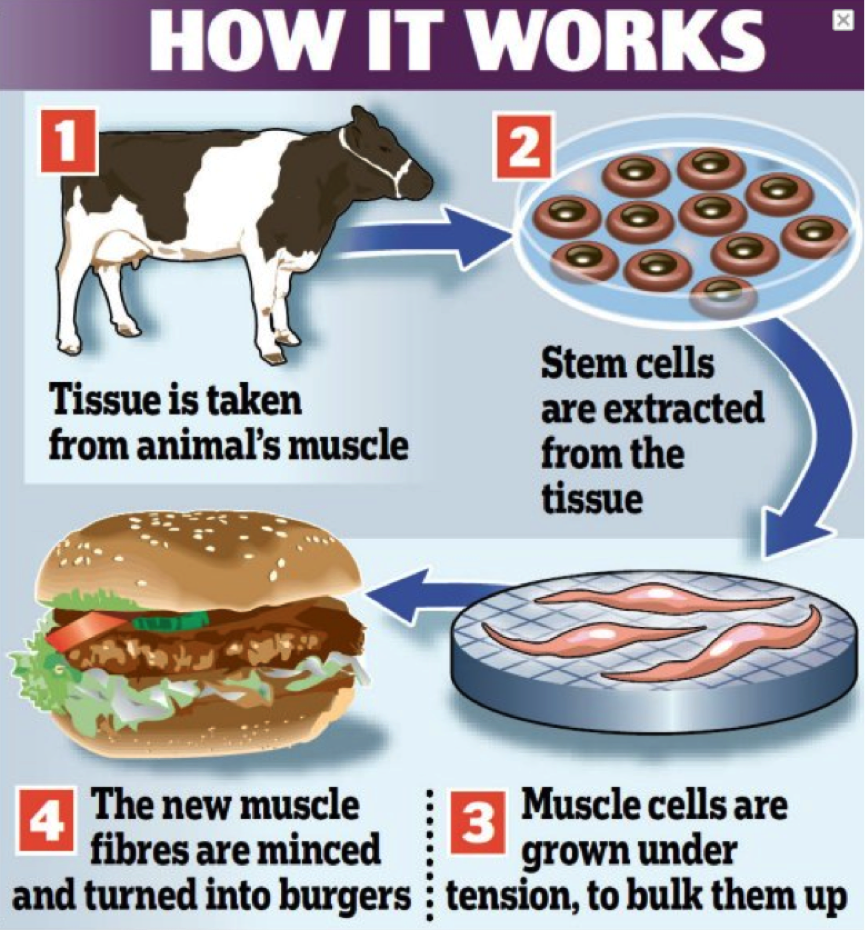 HOW IT WORKS
1
Tissue is taken
from animal's muscle
2
Stem cells
are extracted
from the
tissue
3
Muscle cells are
grown under
tension, to bulk them up
4
The new muscle
fibres are minced
and turned into burgers